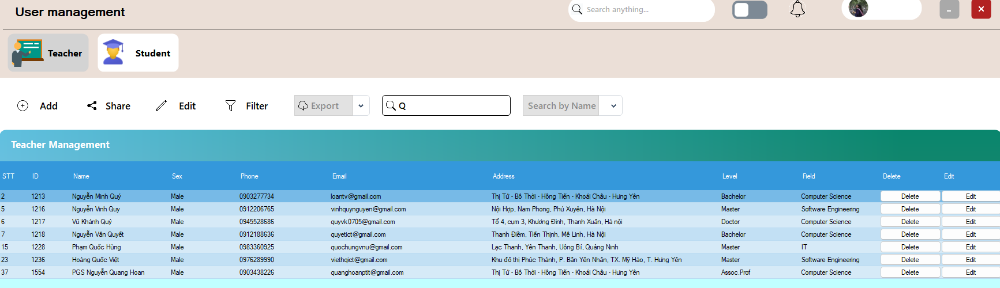 User management
Search anything...
Teacher
Student
Add
Share
Edit
Filter
Export
Q
Search by Name
Teacher Management
STT ID Name Sex Phone Email Address Level Field Delete Edit
2 1213 Nguyễn Minh Quý Male 0903277734 loantv@gmail.com Thị Tứ - Bô Thời - Hồng Tiến - Khoái Châu - Hưng Yên Bachelor Computer Science Delete Edit
5 1216 Nguyễn Vinh Quy Male 0912206765 vinhquynguyen@gmail.com Nội Hợp, Nam Phong, Phú Xuyên, Hà Nội Master Software Engineering Delete Edit
6 1217 Vũ Khánh Quý Male 0945528686 quyvk0705@gmail.com Tổ 4, cụm 3, Khương Đình, Thanh Xuân, Hà nội Doctor Computer Science Delete Edit
7 1218 Nguyễn Văn Quyết Male 0912188636 quyetict@gmail.com Thanh Điềm, Tiến Thịnh, Mê Linh, Hà Nội Bachelor Computer Science Delete Edit
15 1228 Phạm Quốc Hùng Male 0983360925 quochungvnu@gmail.com Lạc Thanh, Yên Thanh, Uông Bí, Quảng Ninh Master IT Delete Edit
23 1236 Hoàng Quốc Việt Male 0976289990 viethqict@gmail.com Khu đô thị Phúc Thành, P. Bần Yên Nhân, TX. Mỹ Hào, T. Hưng Yên Master Software Engineering Delete Edit
37 1554 PGS Nguyễn Quang Hoan Male 0903438226 quanghoanptit@gmail.com Thị Tứ - Bô Thời - Hồng Tiến - Khoái Châu - Hưng Yên Assoc.Prof Computer Science Delete Edit